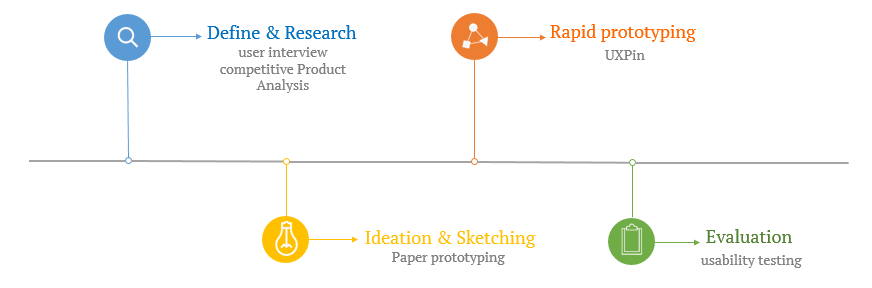 Define & Research
user interview
competitive Product
Analysis
Ideation & Sketching
Paper prototyping
Rapid prototyping
UXPin
Evaluation
usability testing